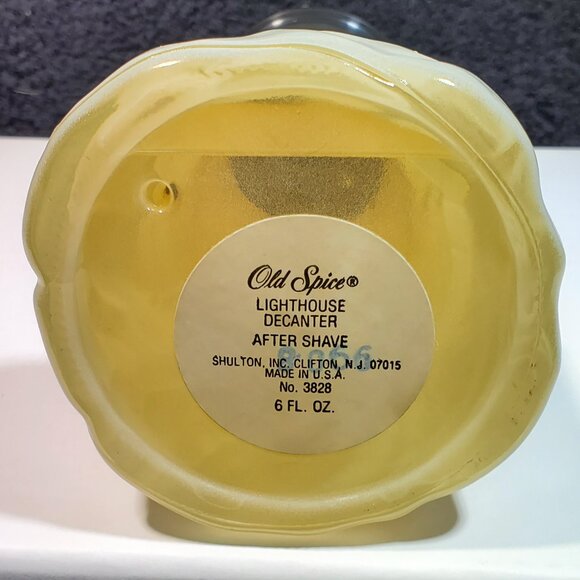 Old Spice®
LIGHTHOUSE
DECANTER
AFTER SHAVE
SHULTON, INC. CLIFTON, N.J. 07015
MADE IN U.S.A.
No. 3828
6 FL. OZ.